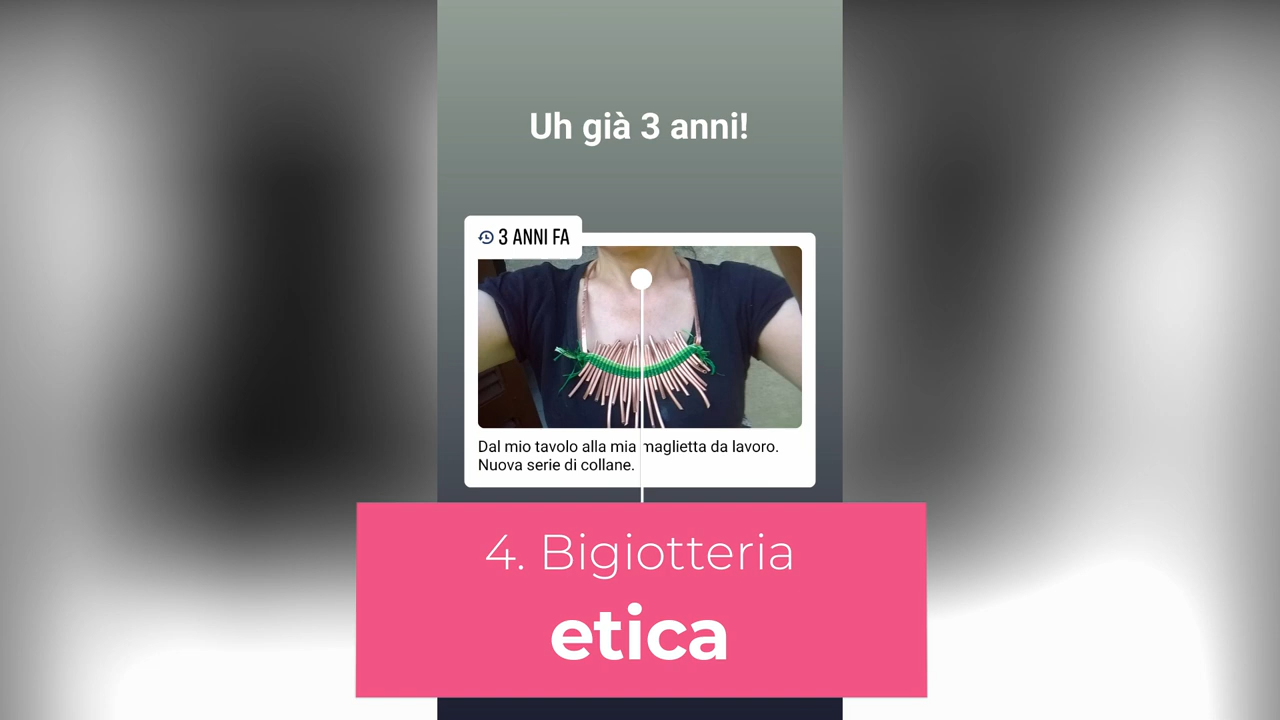 Uh già 3 anni!
3 ANNI FA
Dal mio tavolo alla mia maglietta da lavoro.
Nuova serie di collane.
4. Bigiotteria
etica